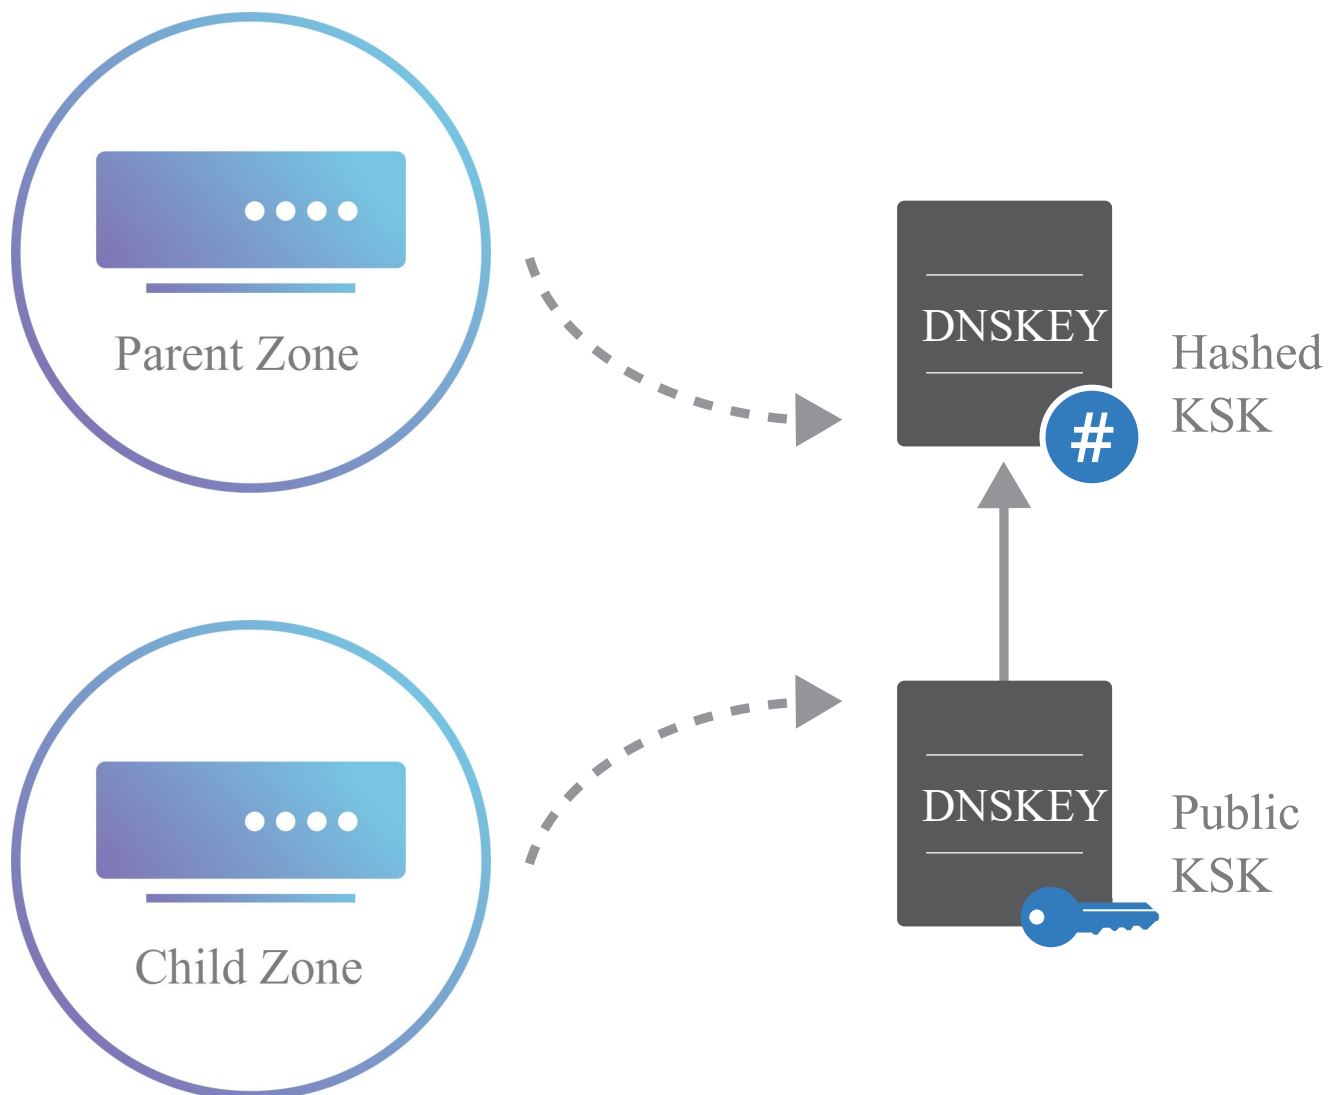 Parent Zone
DNSKEY
Hashed
KSK
#
Child Zone
DNSKEY
Public
KSK